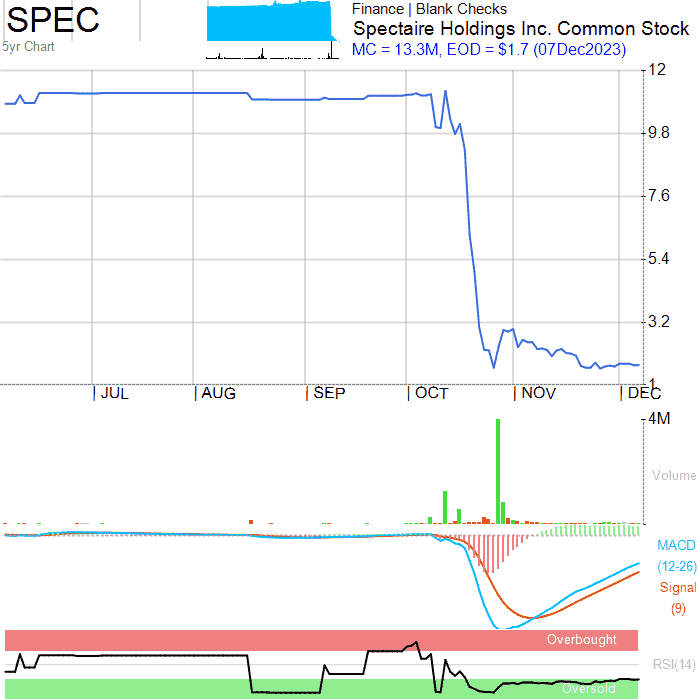 SPEC
5yr Chart
Finance | Blank Checks
Spectaire Holdings Inc. Common Stock
MC = 13.3M, EOD = $1.7 (07Dec2023)
12
9.8
7.6
5.4
3.2
1
JUL AUG SEP OCT NOV DEC
4M
Volume
MACD
(12-26)
Signal
(9)
Overbought
RSI(14)
Oversold